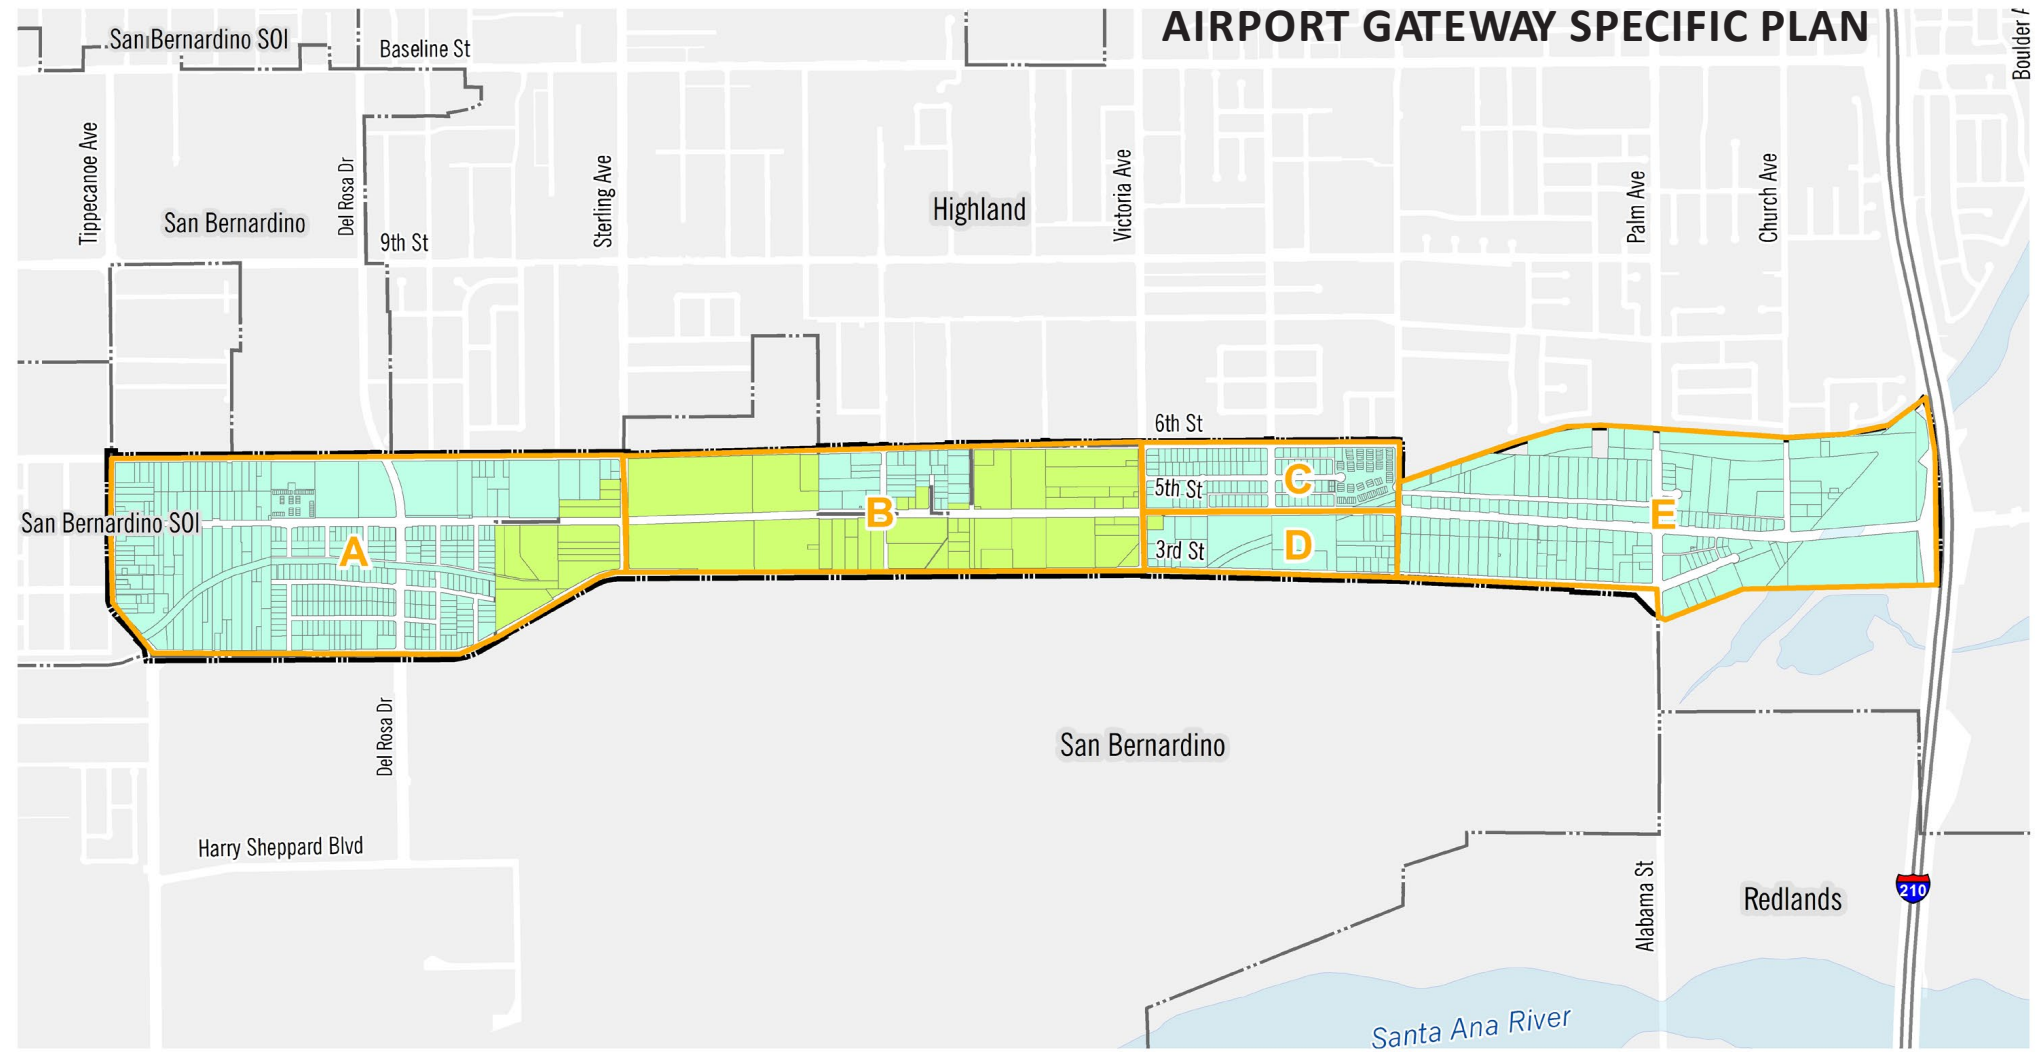 AIRPORT GATEWAY SPECIFIC PLAN
San Bernardino SOI
Baseline St
Boulder
Tippecanoe Ave
Del Rosa Dr
Sterling Ave
Victoria Ave
Palm Ave
Church Ave
San Bernardino
Highland
9th St
6th St
5th St
3rd St
San Bernardino SOI
A
B
C
D
E
Del Rosa Dr
San Bernardino
Harry Sheppard Blvd
Alabama St
Redlands
210
Santa Ana River